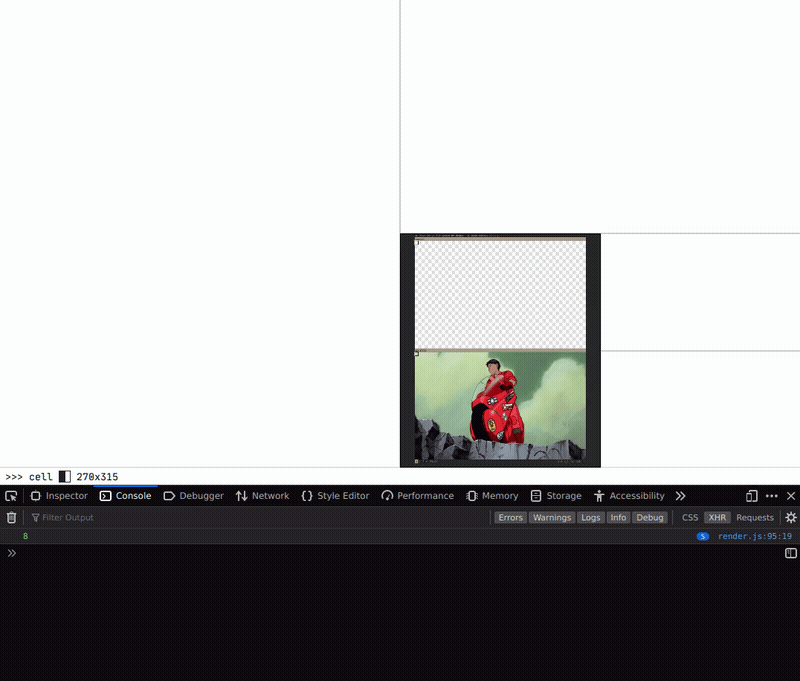 >>> cell 270x315
Inspector Console Debugger Network Style Editor Performance Memory Storage Accessibility
Filter Output Errors Warnings Logs Info Debug CSS XHR Requests
8 5 render.js:95:19